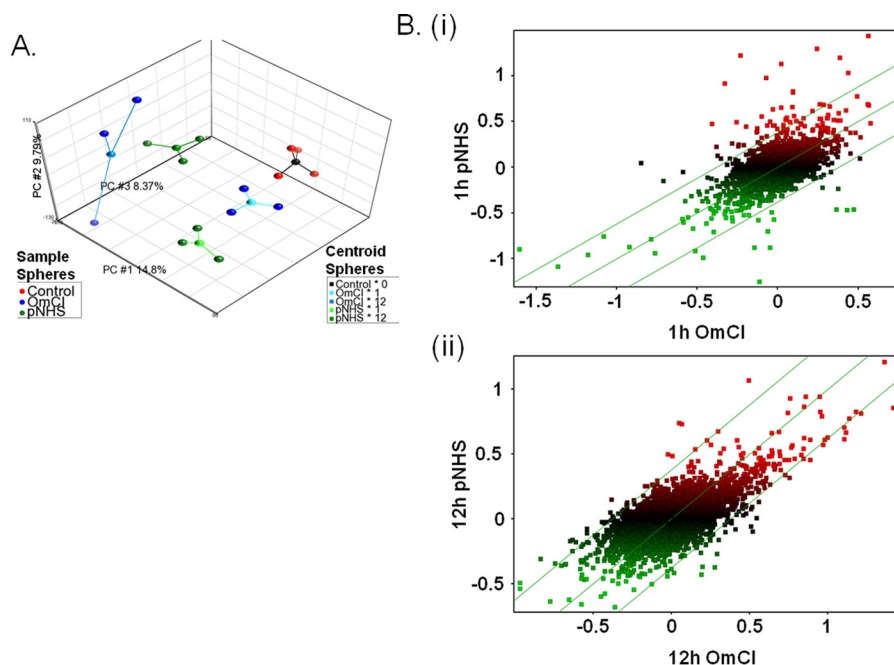 A.
110
PC #2 9.79%
-130
PC #3 8.37%
PC #1 14.8%
Sample
Spheres
Control
OmCI
pNHS
Centroid
Spheres
Control * 0
OmCI * 1
OmCI * 12
pNHS * 1
pNHS * 12
B. (i)
1h pNHS
1
0.5
0
-0.5
-1
-1.5
-1
-0.5
0
0.5
1h OmCI
(ii)
12h pNHS
1
0.5
0
-0.5
-0.5
0
0.5
1
12h OmCI